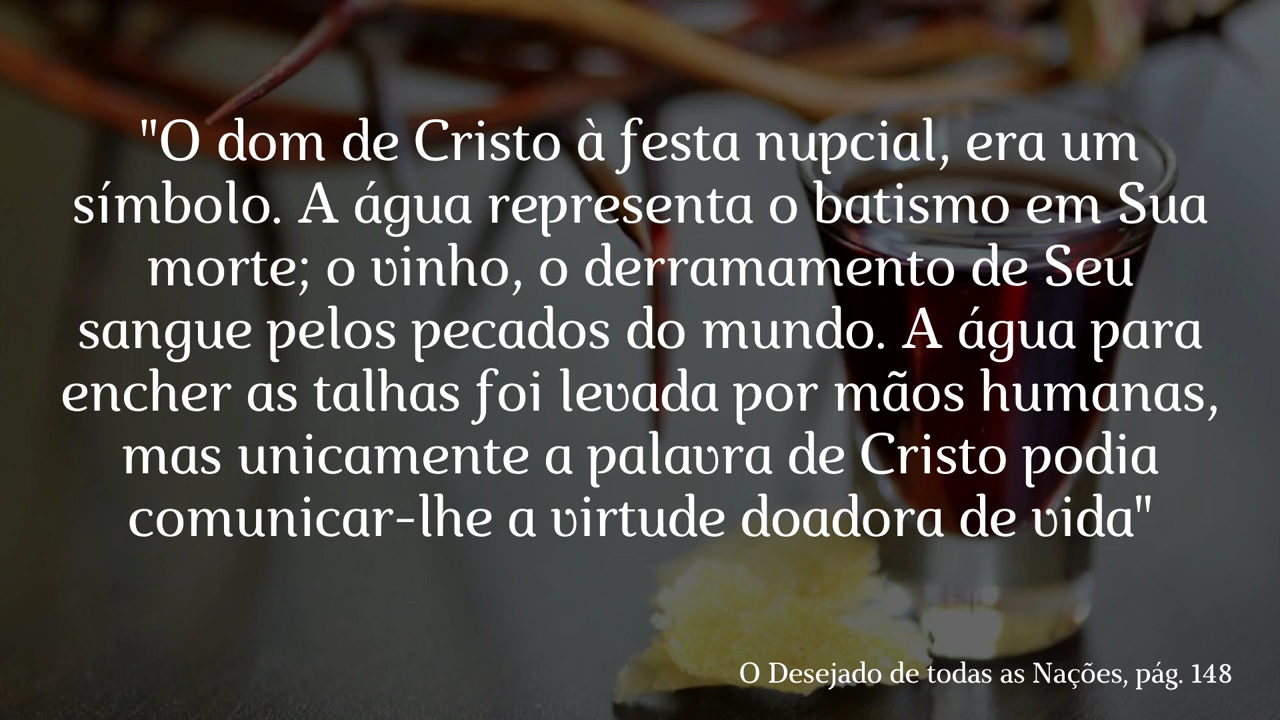 "O dom de Cristo à festa nupcial, era um
símbolo. A água representa o batismo em Sua
morte; o vinho, o derramamento de Seu
sangue pelos pecados do mundo. A água para
encher as talhas foi levada por mãos humanas,
mas unicamente a palavra de Cristo podia
comunicar-lhe a virtude doadora de vida"
O Desejado de todas as Nações, pág. 148